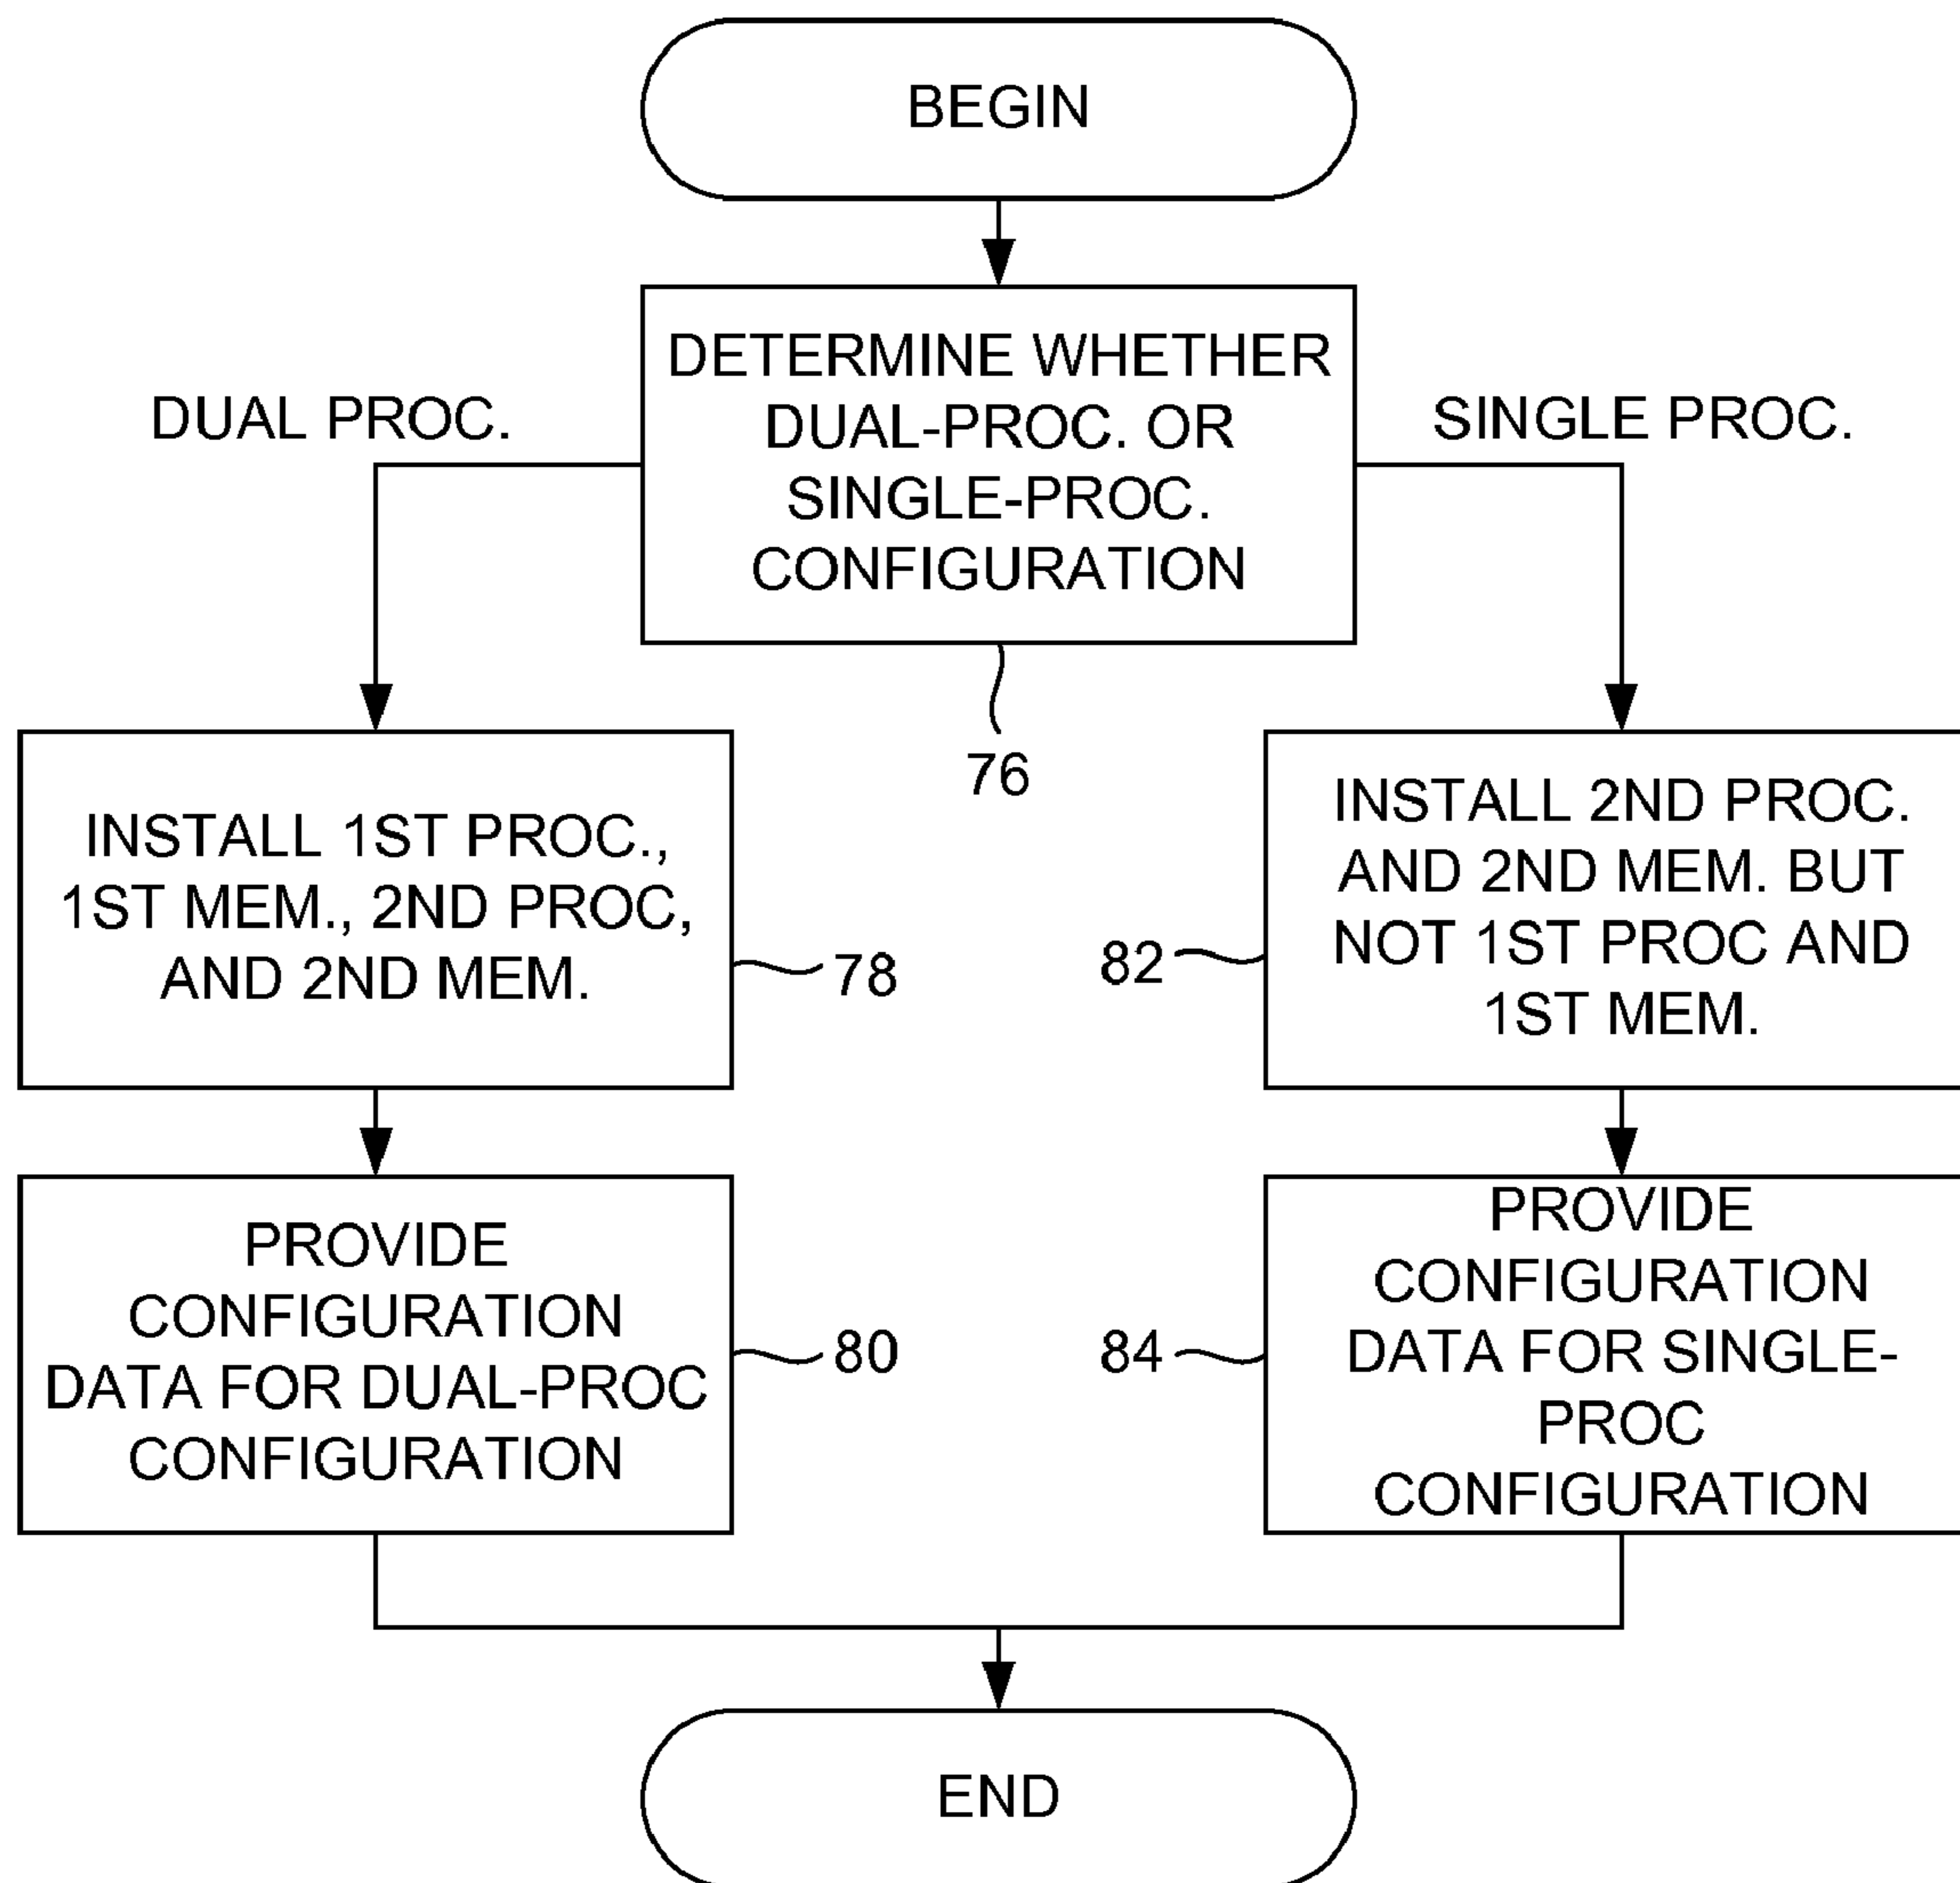 BEGIN
DETERMINE WHETHER
DUAL-PROC. OR
SINGLE-PROC.
CONFIGURATION
76
DUAL PROC.
SINGLE PROC.
INSTALL 1ST PROC.,
1ST MEM., 2ND PROC,
AND 2ND MEM.
78
82
INSTALL 2ND PROC.
AND 2ND MEM. BUT
NOT 1ST PROC AND
1ST MEM.
PROVIDE
CONFIGURATION
DATA FOR DUAL-PROC
CONFIGURATION
80
84
PROVIDE
CONFIGURATION
DATA FOR SINGLE-
PROC
CONFIGURATION
END